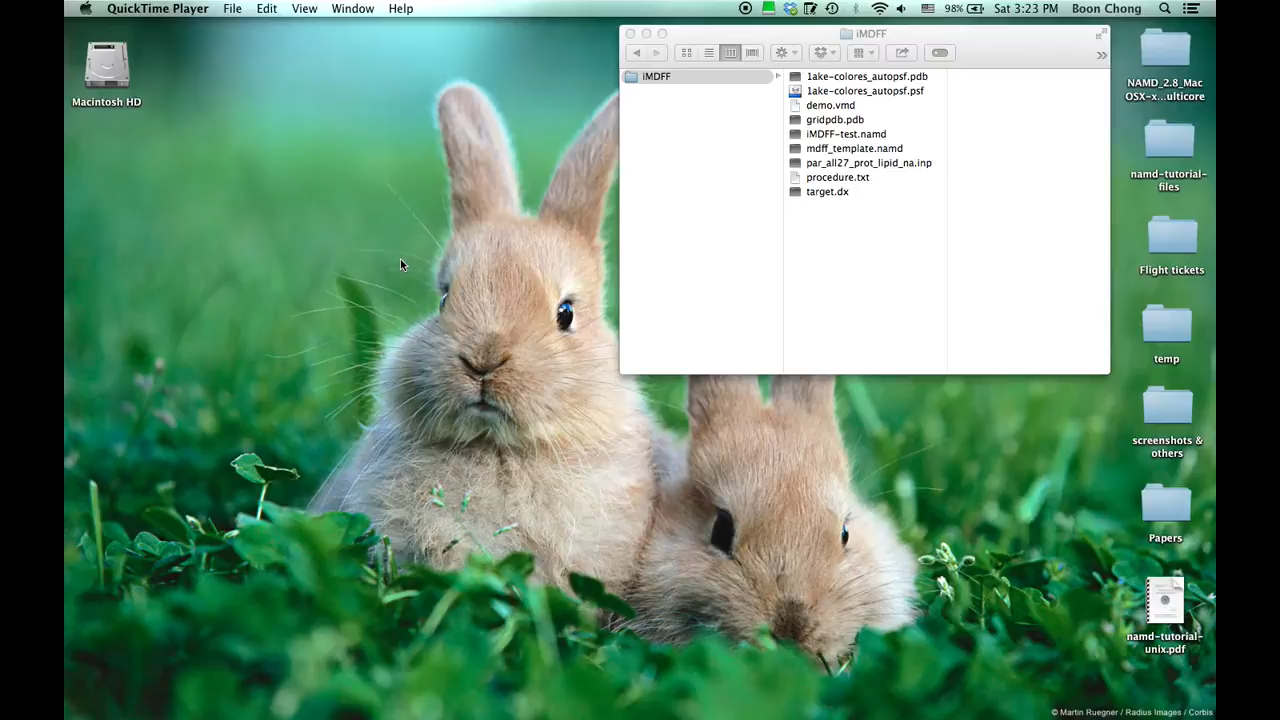 QuickTime Player File Edit View Window Help 98% Sat 3:23 PM Boon Chong
iMDFF
Macintosh HD
iMDFF
1ake-colores_autopsf.pdb
1ake-colores_autopsf.psf
demo.vmd
gridpdb.pdb
iMDFF-test.namd
mdff_template.namd
par_all27_prot_lipid_na.inp
procedure.txt
target.dx
NAMD_2.8_Mac
OSX-x...ulticore
namd-tutorial-
files
Flight tickets
temp
screenshots &
others
Papers
namd-tutorial-
unix.pdf
© Martin Ruegner / Radius Images / Corbis